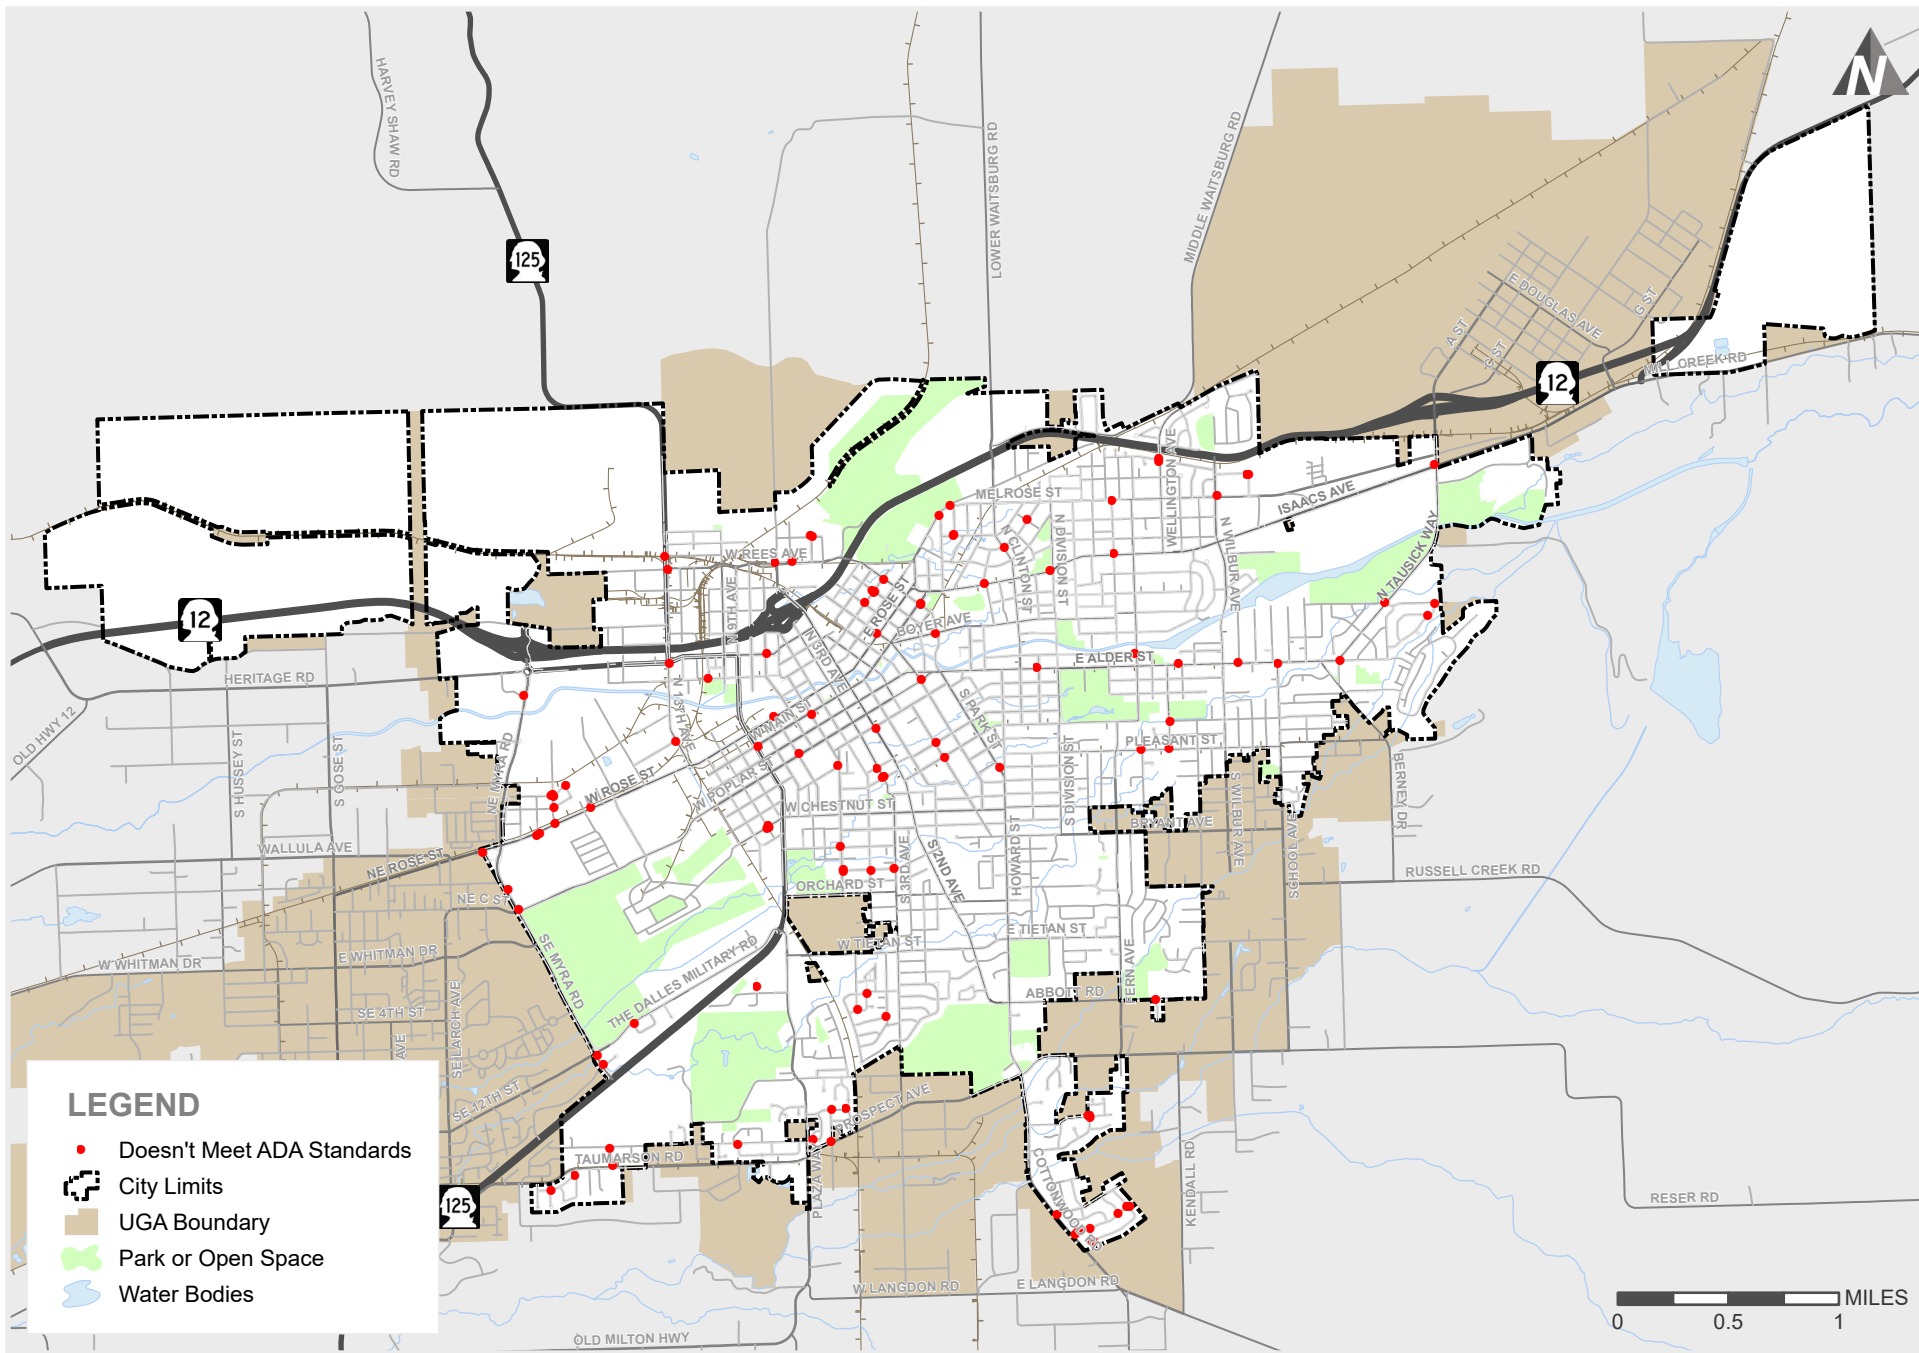 N
HARVEY SHAW RD
LOWER WAITSBURG RD
MIDDLE WAITSBURG RD
125
E DOUGLAS AVE
G ST
A ST
G ST
12
MILL CREEK RD
MELROSE ST
WELLINGTON AVE
ISAACS AVE
N CLINTON ST
N DIVISION ST
N WILBUR AVE
N TAUSICK WAY
W REES AVE
N 9TH AVE
E ROSE ST
BOYER AVE
12
N 3RD AVE
E ALDER ST
HERITAGE RD
OLD HWY 12
N 13TH AVE
W MAIN ST
S PARK ST
PLEASANT ST
S HUSSEY ST
S GOSE ST
NE MYRA RD
W ROSE ST
W POPLAR ST
W CHESTNUT ST
S DIVISION ST
BRYANT AVE
S WILBUR AVE
BERNEY DR
SCHOOL AVE
WALLULA AVE
NE ROSE ST
RUSSELL CREEK RD
NE C ST
ORCHARD ST
S 3RD AVE
S 2ND AVE
HOWARD ST
W WHITMAN DR
E WHITMAN DR
SE MYRA RD
THE DALLES MILITARY RD
W TIETAN ST
E TIETAN ST
FERN AVE
ABBOTT RD
SE 4TH ST
SE LARCH AVE
AVE
SE 12TH ST
PROSPECT AVE
TAUMARSON RD
PLAZA WAY
COTTONWOOD RD
KENDALL RD
RESER RD
125
W LANGDON RD
E LANGDON RD
OLD MILTON HWY
LEGEND
Doesn't Meet ADA Standards
City Limits
UGA Boundary
Park or Open Space
Water Bodies
MILES
0 0.5 1